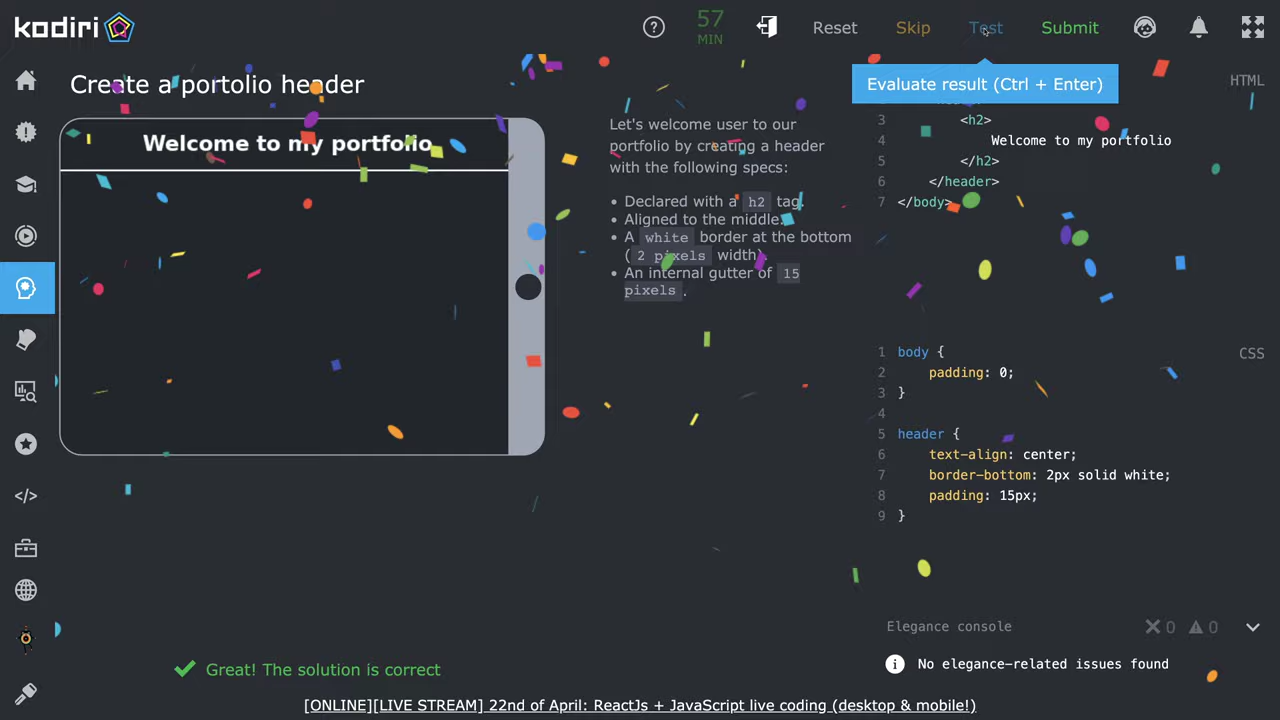 kodiri
57
MIN
Reset
Skip
Test
Submit
Evaluate result (Ctrl + Enter)
Create a portolio header
Welcome to my portfolio
Let's welcome user to our
portfolio by creating a header
with the following specs:
• Declared with a h2 tag.
• Aligned to the middle.
• A white border at the bottom
( 2 pixels width)
• An internal gutter of 15
pixels .
HTML
3 <h2>
4 Welcome to my portfolio
5 </h2>
6 </header>
7 </body>
CSS
1 body {
2 padding: 0;
3 }
4
5 header {
6 text-align: center;
7 border-bottom: 2px solid white;
8 padding: 15px;
9 }
Elegance console
0
0
No elegance-related issues found
Great! The solution is correct
[ONLINE][LIVE STREAM] 22nd of April: ReactJs + JavaScript live coding (desktop & mobile!)